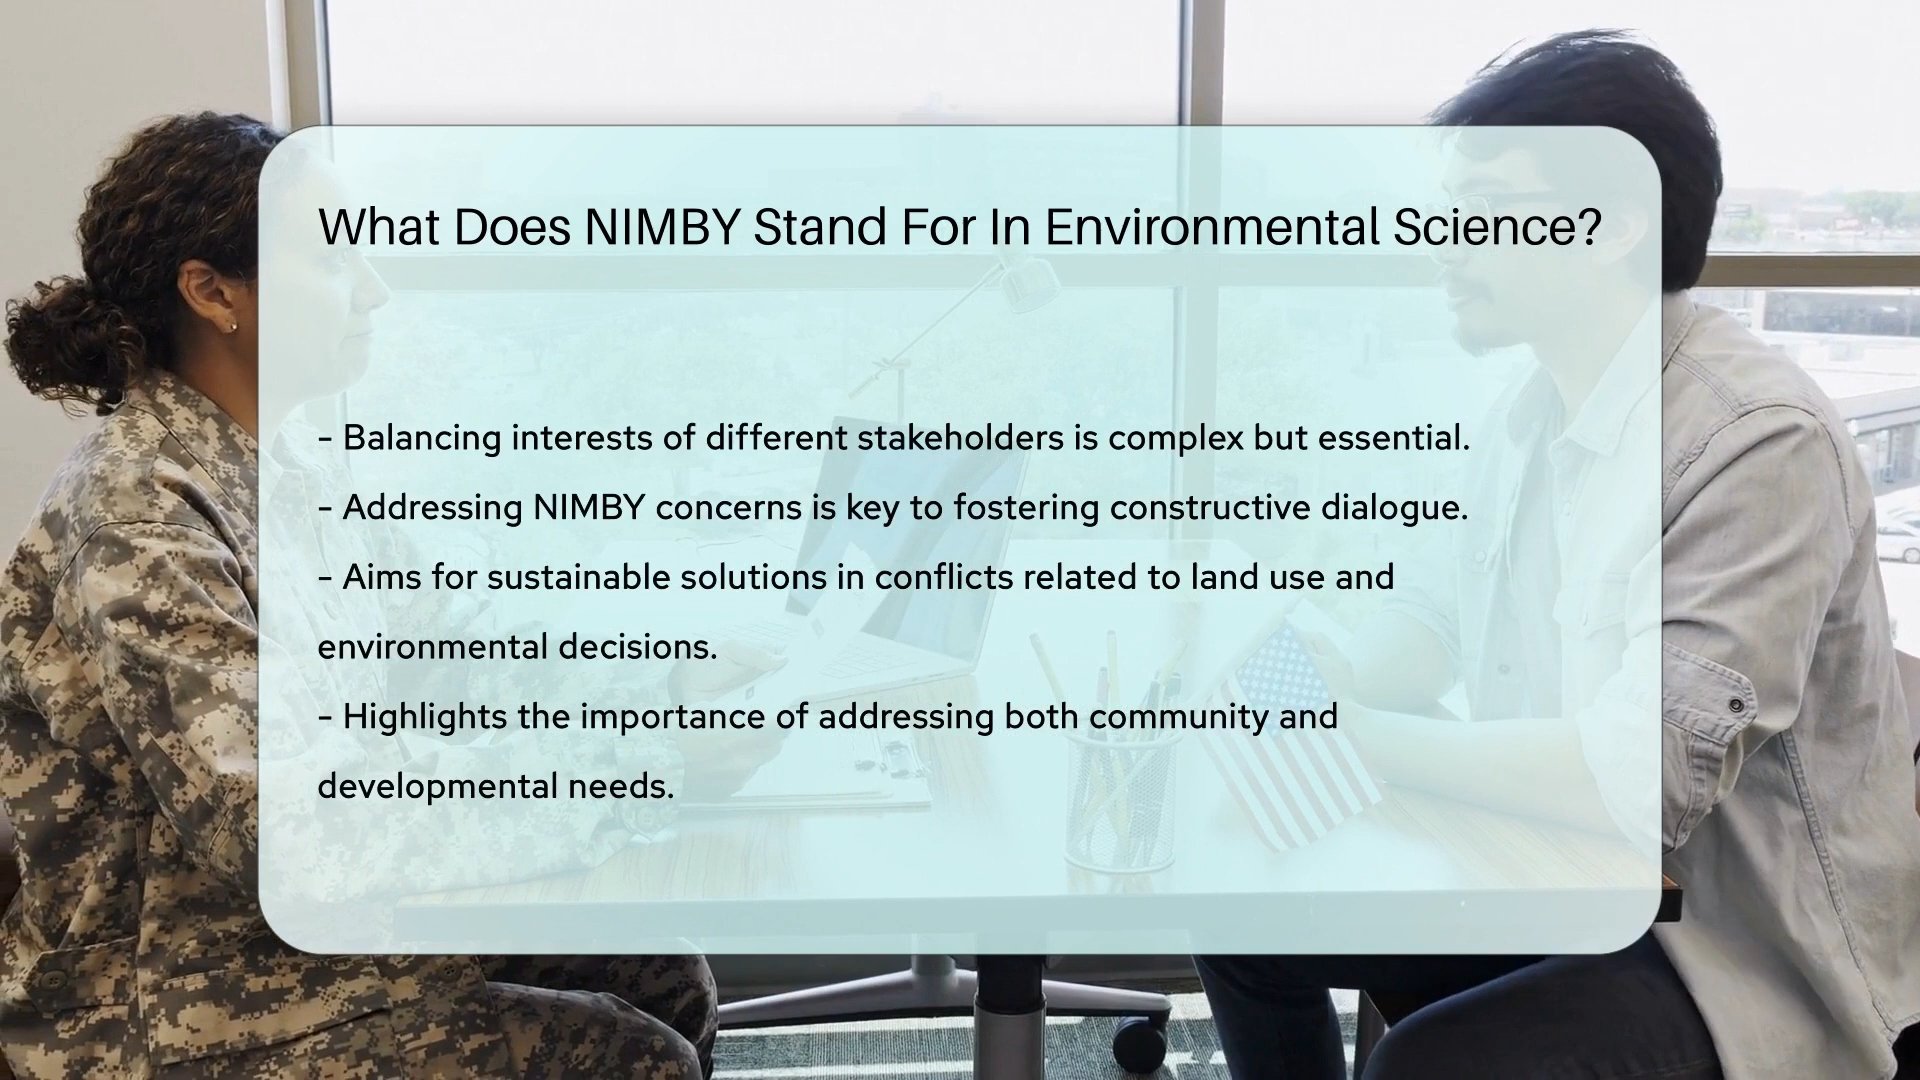 What Does NIMBY Stand For In Environmental Science?
- Balancing interests of different stakeholders is complex but essential.
- Addressing NIMBY concerns is key to fostering constructive dialogue.
- Aims for sustainable solutions in conflicts related to land use and
environmental decisions.
- Highlights the importance of addressing both community and
developmental needs.